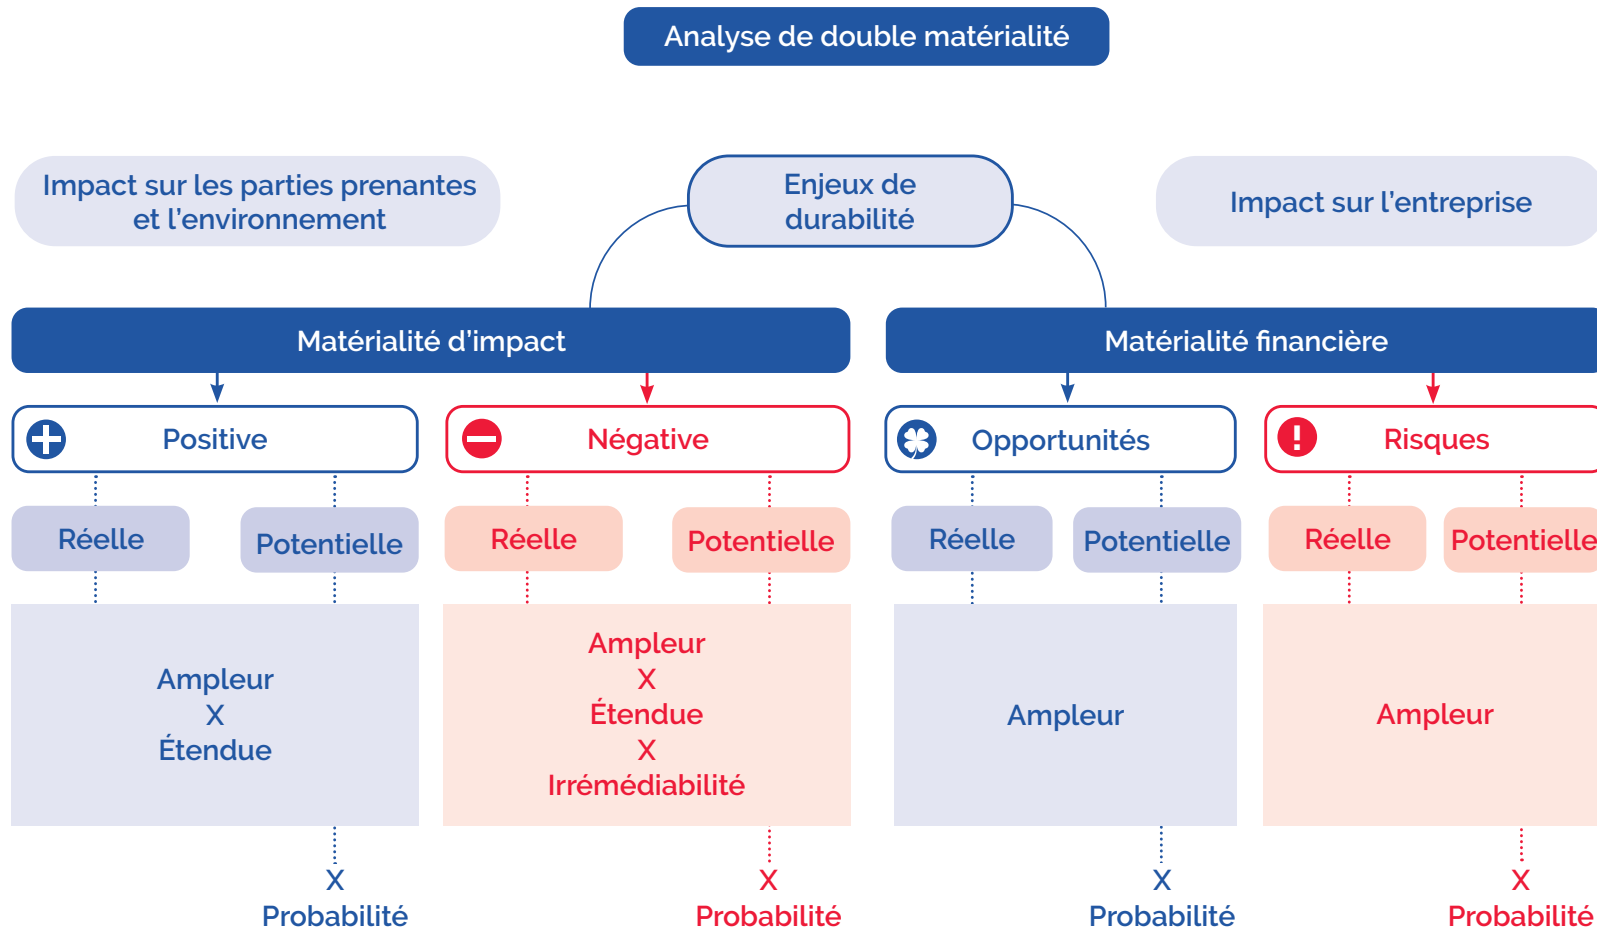 Analyse de double matérialité
Impact sur les parties prenantes
et l’environnement
Enjeux de
durabilité
Impact sur l’entreprise
Matérialité d’impact
Matérialité financière
Positive
Négative
Opportunités
Risques
Réelle
Potentielle
Réelle
Potentielle
Réelle
Potentielle
Réelle
Potentielle
Ampleur
X
Étendue
Ampleur
X
Étendue
X
Irrémédiabilité
Ampleur
Ampleur
X
Probabilité
X
Probabilité
X
Probabilité
X
Probabilité